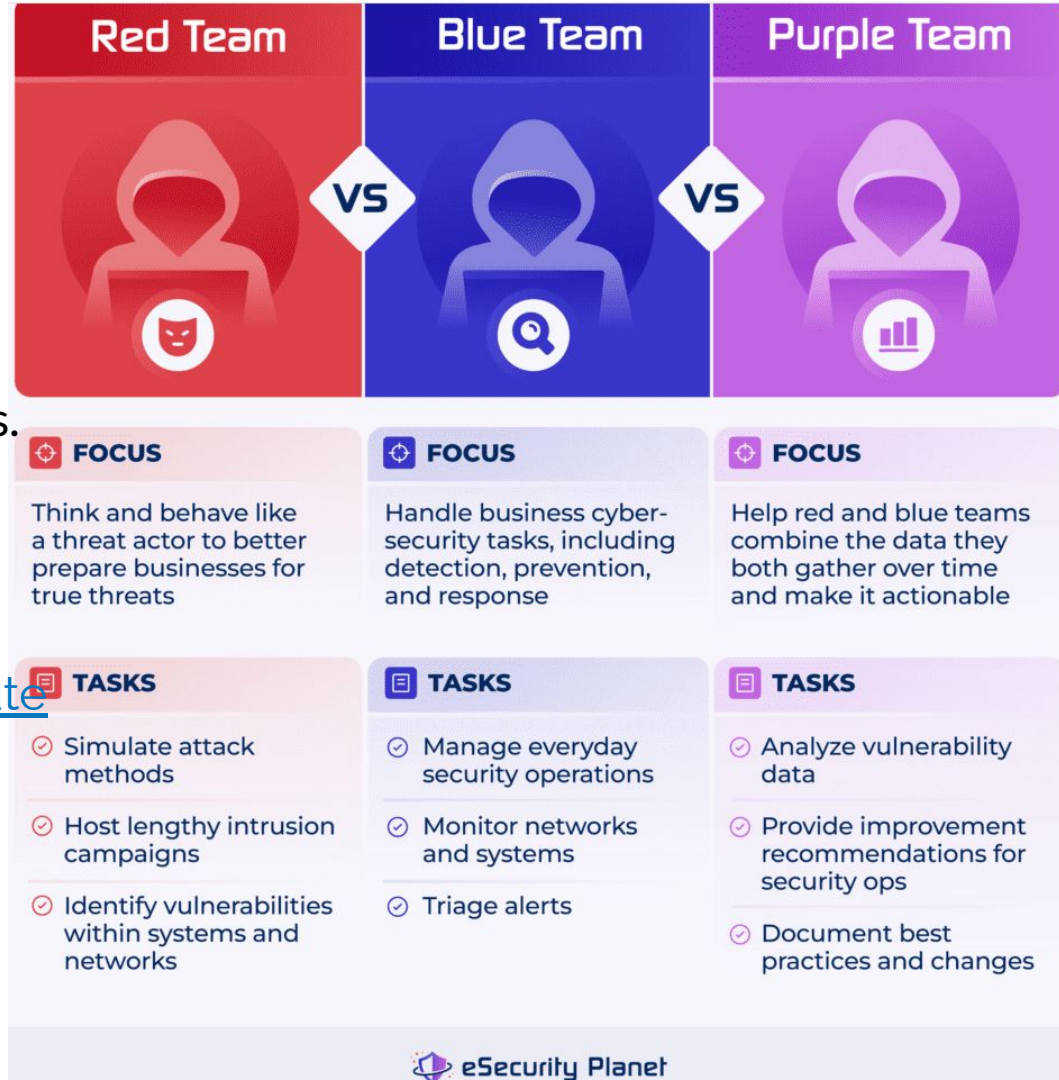 Red Team
Blue Team
Purple Team
VS
VS
s.
FOCUS
Think and behave like
a threat actor to better
prepare businesses for
true threats
FOCUS
Handle business cyber-
security tasks, including
detection, prevention,
and response
FOCUS
Help red and blue teams
combine the data they
both gather over time
and make it actionable
te
TASKS
Simulate attack
methods
Host lengthy intrusion
campaigns
Identify vulnerabilities
within systems and
networks
TASKS
Manage everyday
security operations
Monitor networks
and systems
Triage alerts
TASKS
Analyze vulnerability
data
Provide improvement
recommendations for
security ops
Document best
practices and changes
eSecurity Planet